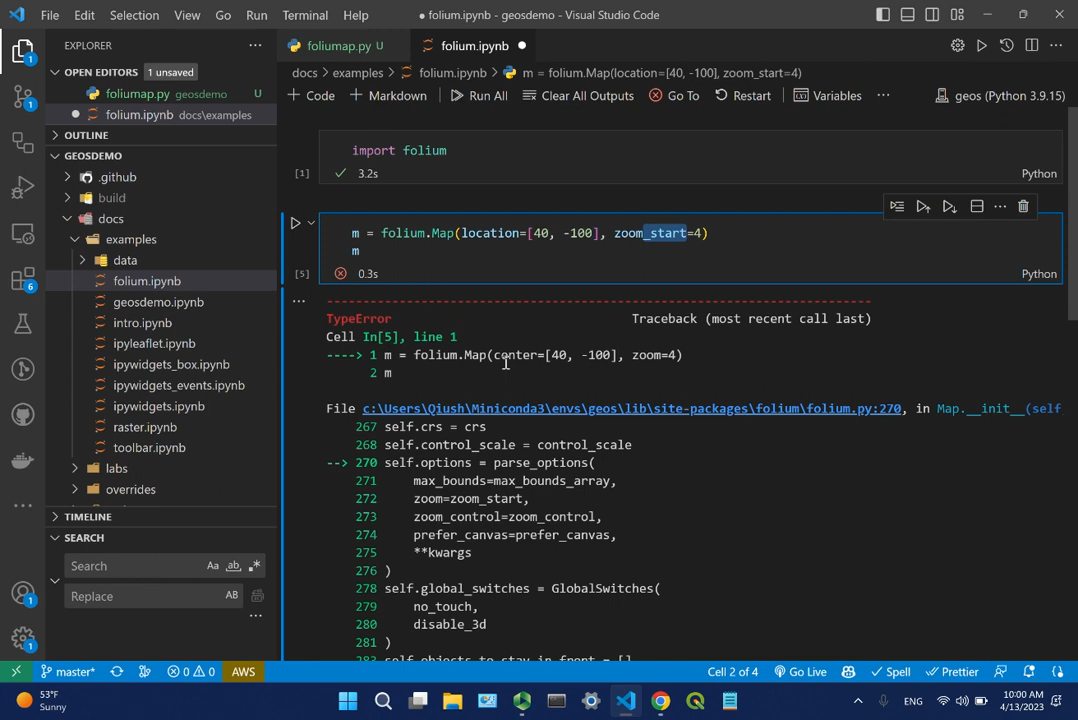 File Edit Selection View Go Run Terminal Help ● folium.ipynb - geosdemo - Visual Studio Code
EXPLORER
OPEN EDITORS 1 unsaved
foliumap.py geosdemo U
● folium.ipynb docs\examples
OUTLINE
GEOSDEMO
.github
build
docs
examples
data
folium.ipynb
geosdemo.ipynb
intro.ipynb
ipyleaflet.ipynb
ipywidgets_box.ipynb
ipywidgets_events.ipynb
ipywidgets.ipynb
raster.ipynb
toolbar.ipynb
labs
overrides
TIMELINE
SEARCH
Search Aa ab
Replace AB
1
6
1
1
foliumap.py U folium.ipynb ●
docs > examples > folium.ipynb > m = folium.Map(location=[40, -100], zoom_start=4)
+ Code + Markdown Run All Clear All Outputs Go To Restart Variables ··· geos (Python 3.9.15)
import folium
[1] ✓ 3.2s Python
m = folium.Map(location=[40, -100], zoom_start=4)
m
[5] 0.3s Python
---------------------------------------------------------------------------
TypeError Traceback (most recent call last)
Cell In[5], line 1
----> 1 m = folium.Map(center=[40, -100], zoom=4)
2 m
File c:\Users\Qiush\Miniconda3\envs\geos\lib\site-packages\folium\folium.py:270, in Map.__init__(self
267 self.crs = crs
268 self.control_scale = control_scale
--> 270 self.options = parse_options(
271 max_bounds=max_bounds_array,
272 zoom=zoom_start,
273 zoom_control=zoom_control,
274 prefer_canvas=prefer_canvas,
275 **kwargs
276 )
278 self.global_switches = GlobalSwitches(
279 no_touch,
280 disable_3d
281 )
283 self.objects_to_stay_in_front = []
master* 0 0 AWS Cell 2 of 4 Go Live Spell Prettier
53°F
Sunny
ENG
10:00 AM
4/13/2023